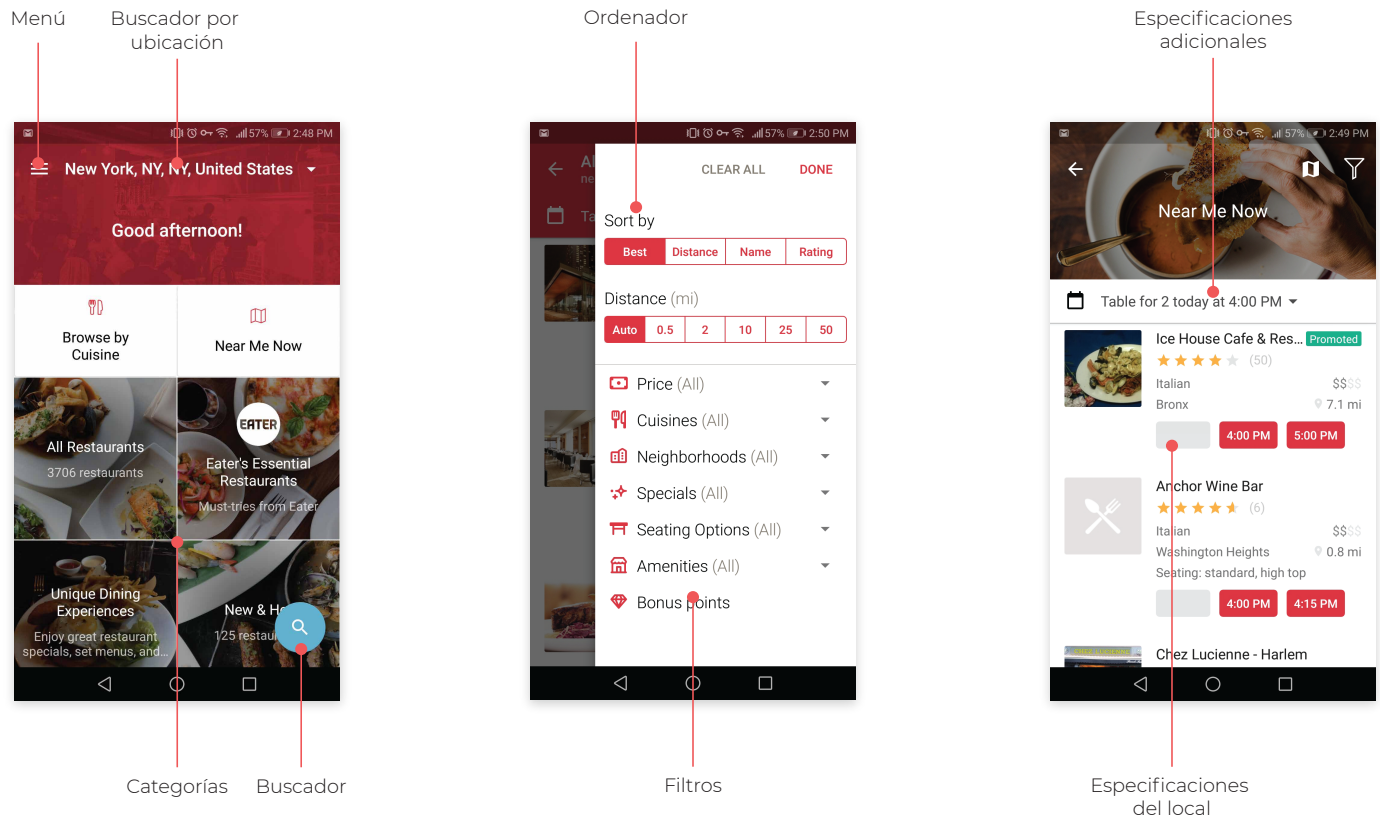 Menú
Buscador por
ubicación
Ordenador
Especificaciones
adicionales
57% 2:48 PM
New York, NY, NY, United States
Good afternoon!
Browse by
Cuisine
Near Me Now
All Restaurants
3706 restaurants
EATER
Eater's Essential
Restaurants
Must-tries from Eater
Unique Dining
Experiences
Enjoy great restaurant
specials, set menus, and...
New & H
125 restau
57% 2:50 PM
Al
ne
Ta
CLEAR ALL DONE
Sort by
Best Distance Name Rating
Distance (mi)
Auto 0.5 2 10 25 50
Price (All)
Cuisines (All)
Neighborhoods (All)
Specials (All)
Seating Options (All)
Amenities (All)
Bonus points
57% 2:49 PM
Near Me Now
Table for 2 today at 4:00 PM
Ice House Cafe & Res... Promoted
(50)
Italian $$$$
Bronx 7.1 mi
4:00 PM 5:00 PM
Anchor Wine Bar
(6)
Italian $$$$
Washington Heights 0.8 mi
Seating: standard, high top
4:00 PM 4:15 PM
CHEZ LUCIENNE
Chez Lucienne - Harlem
Categorías
Buscador
Filtros
Especificaciones
del local